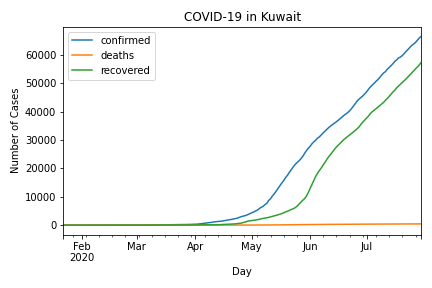 COVID-19 in Kuwait
confirmed
deaths
recovered
Number of Cases
60000
50000
40000
30000
20000
10000
0
Feb Mar Apr May Jun Jul
2020
Day